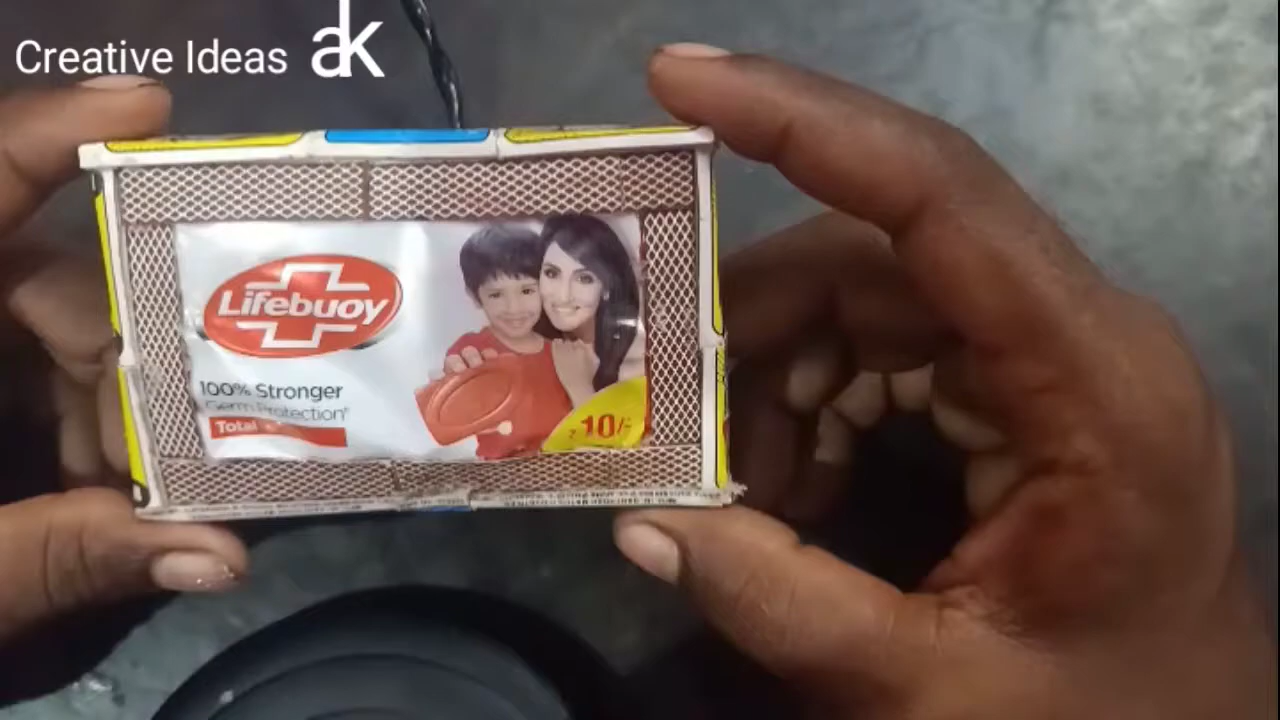 Creative Ideas ak
Lifebuoy
100% Stronger
Germ Protection
Total
₹ 10/-